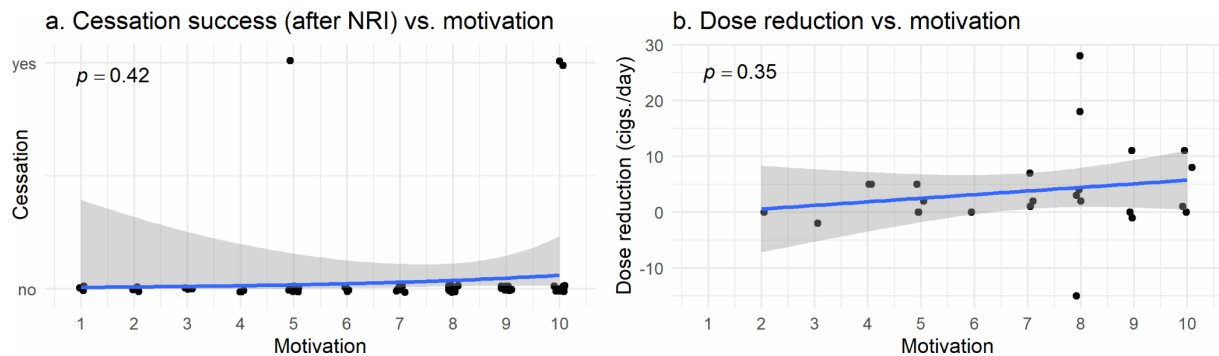 a. Cessation success (after NRI) vs. motivation
yes
p = 0.42
Cessation
no
1 2 3 4 5 6 7 8 9 10
Motivation
b. Dose reduction vs. motivation
30
p = 0.35
20
10
0
-10
Dose reduction (cigs./day)
1 2 3 4 5 6 7 8 9 10
Motivation